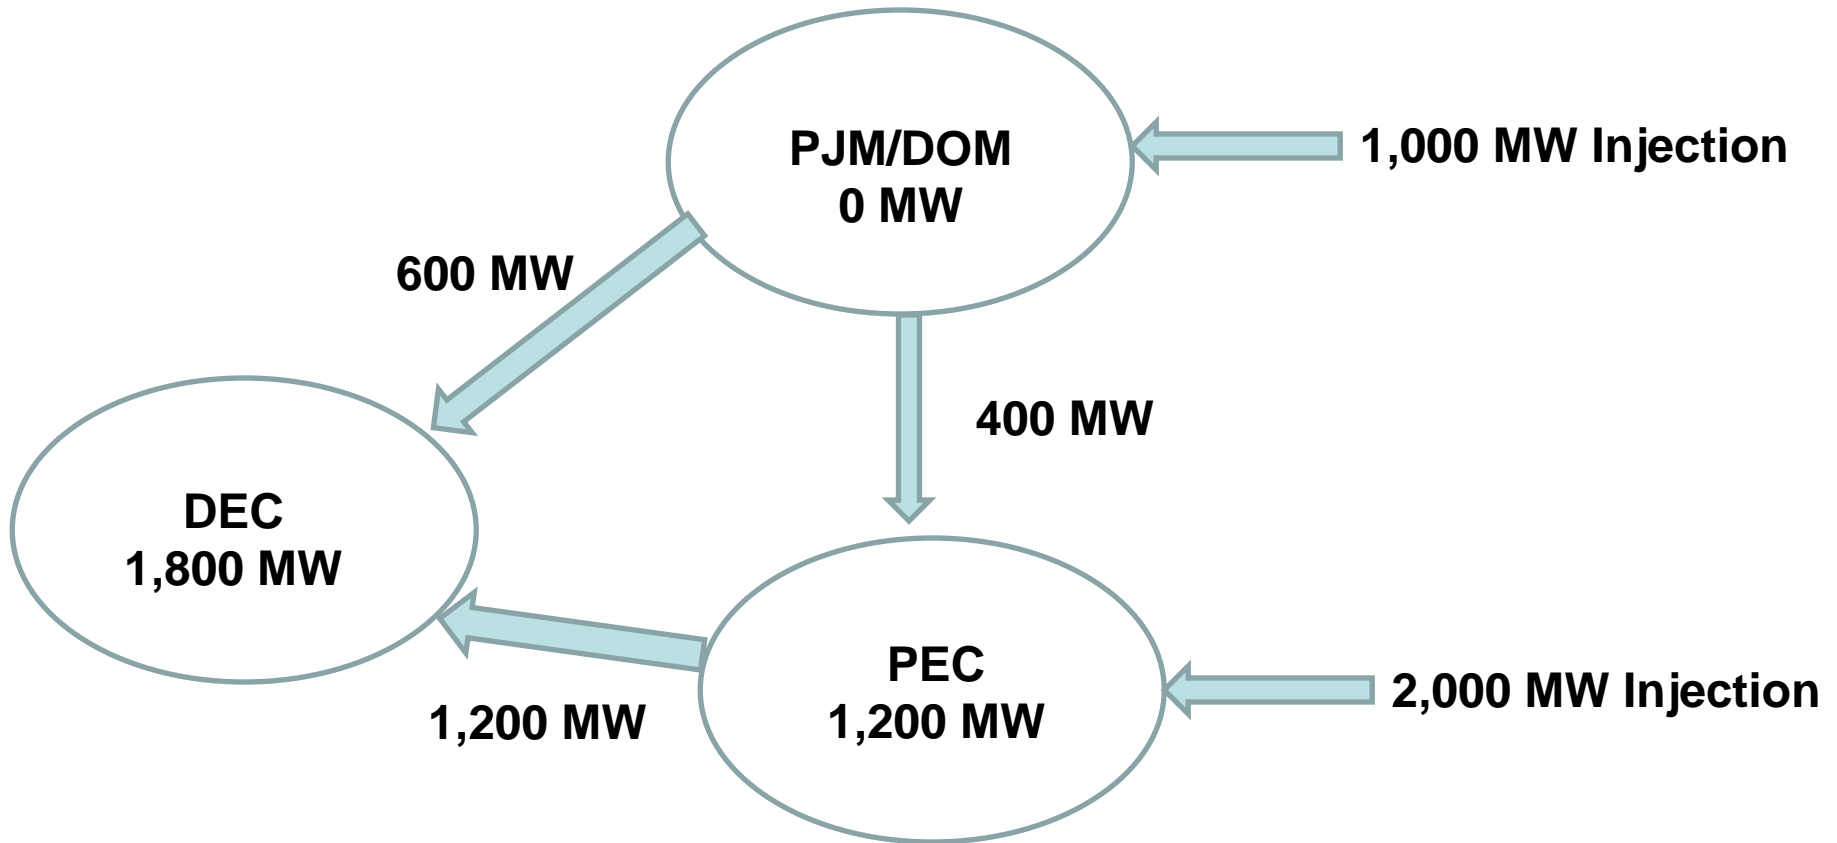 PJM/DOM
0 MW
1,000 MW Injection
600 MW
400 MW
DEC
1,800 MW
PEC
1,200 MW
2,000 MW Injection
1,200 MW